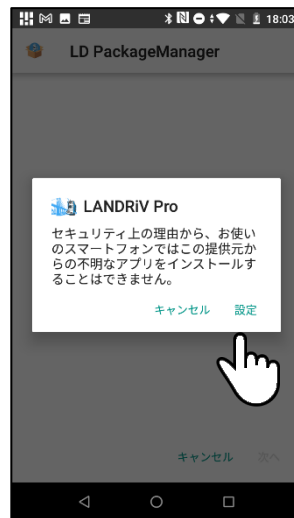 18:03
LD PackageManager
LANDRiV Pro
セキュリティ上の理由から、お使い
のスマートフォンではこの提供元か
らの不明なアプリをインストールす
ることはできません。
キャンセル 設定
キャンセル 次へ